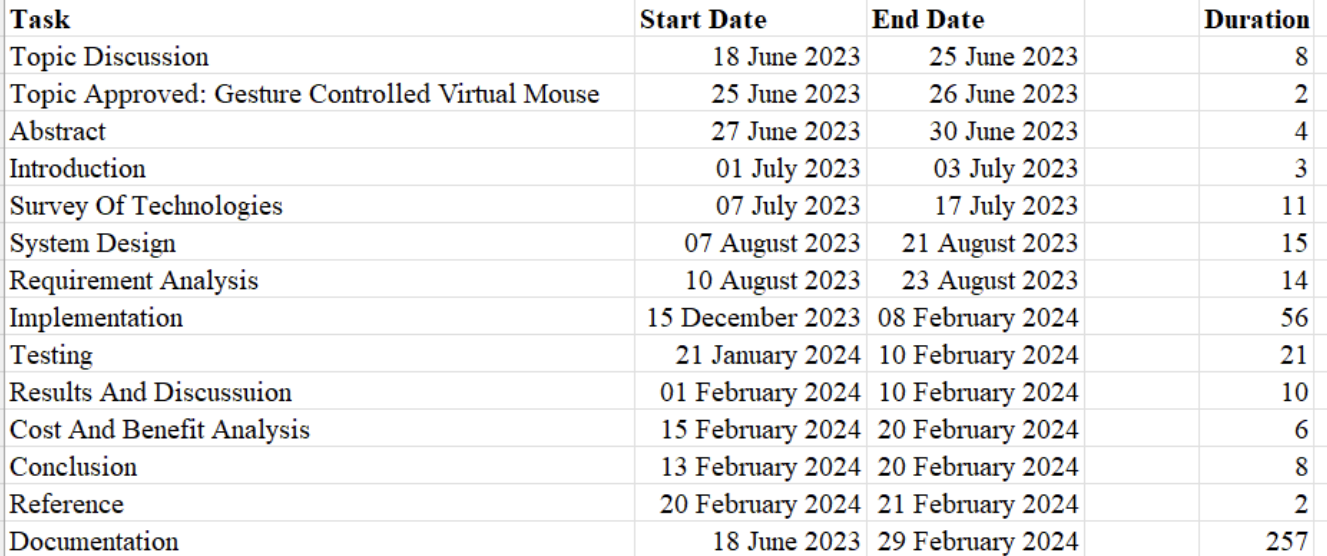 Task Start Date End Date Duration
Topic Discussion 18 June 2023 25 June 2023 8
Topic Approved: Gesture Controlled Virtual Mouse 25 June 2023 26 June 2023 2
Abstract 27 June 2023 30 June 2023 4
Introduction 01 July 2023 03 July 2023 3
Survey Of Technologies 07 July 2023 17 July 2023 11
System Design 07 August 2023 21 August 2023 15
Requirement Analysis 10 August 2023 23 August 2023 14
Implementation 15 December 2023 08 February 2024 56
Testing 21 January 2024 10 February 2024 21
Results And Discussuion 01 February 2024 10 February 2024 10
Cost And Benefit Analysis 15 February 2024 20 February 2024 6
Conclusion 13 February 2024 20 February 2024 8
Reference 20 February 2024 21 February 2024 2
Documentation 18 June 2023 29 February 2024 257